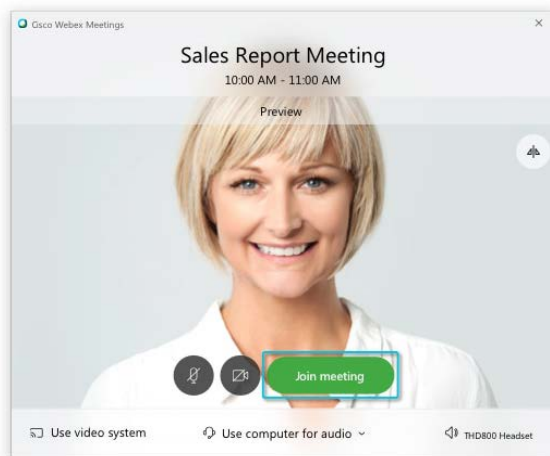 Gsco Webex Meetings
Sales Report Meeting
10:00 AM - 11:00 AM
Preview
Join meeting
Use video system
Use computer for audio
THD800 Headset